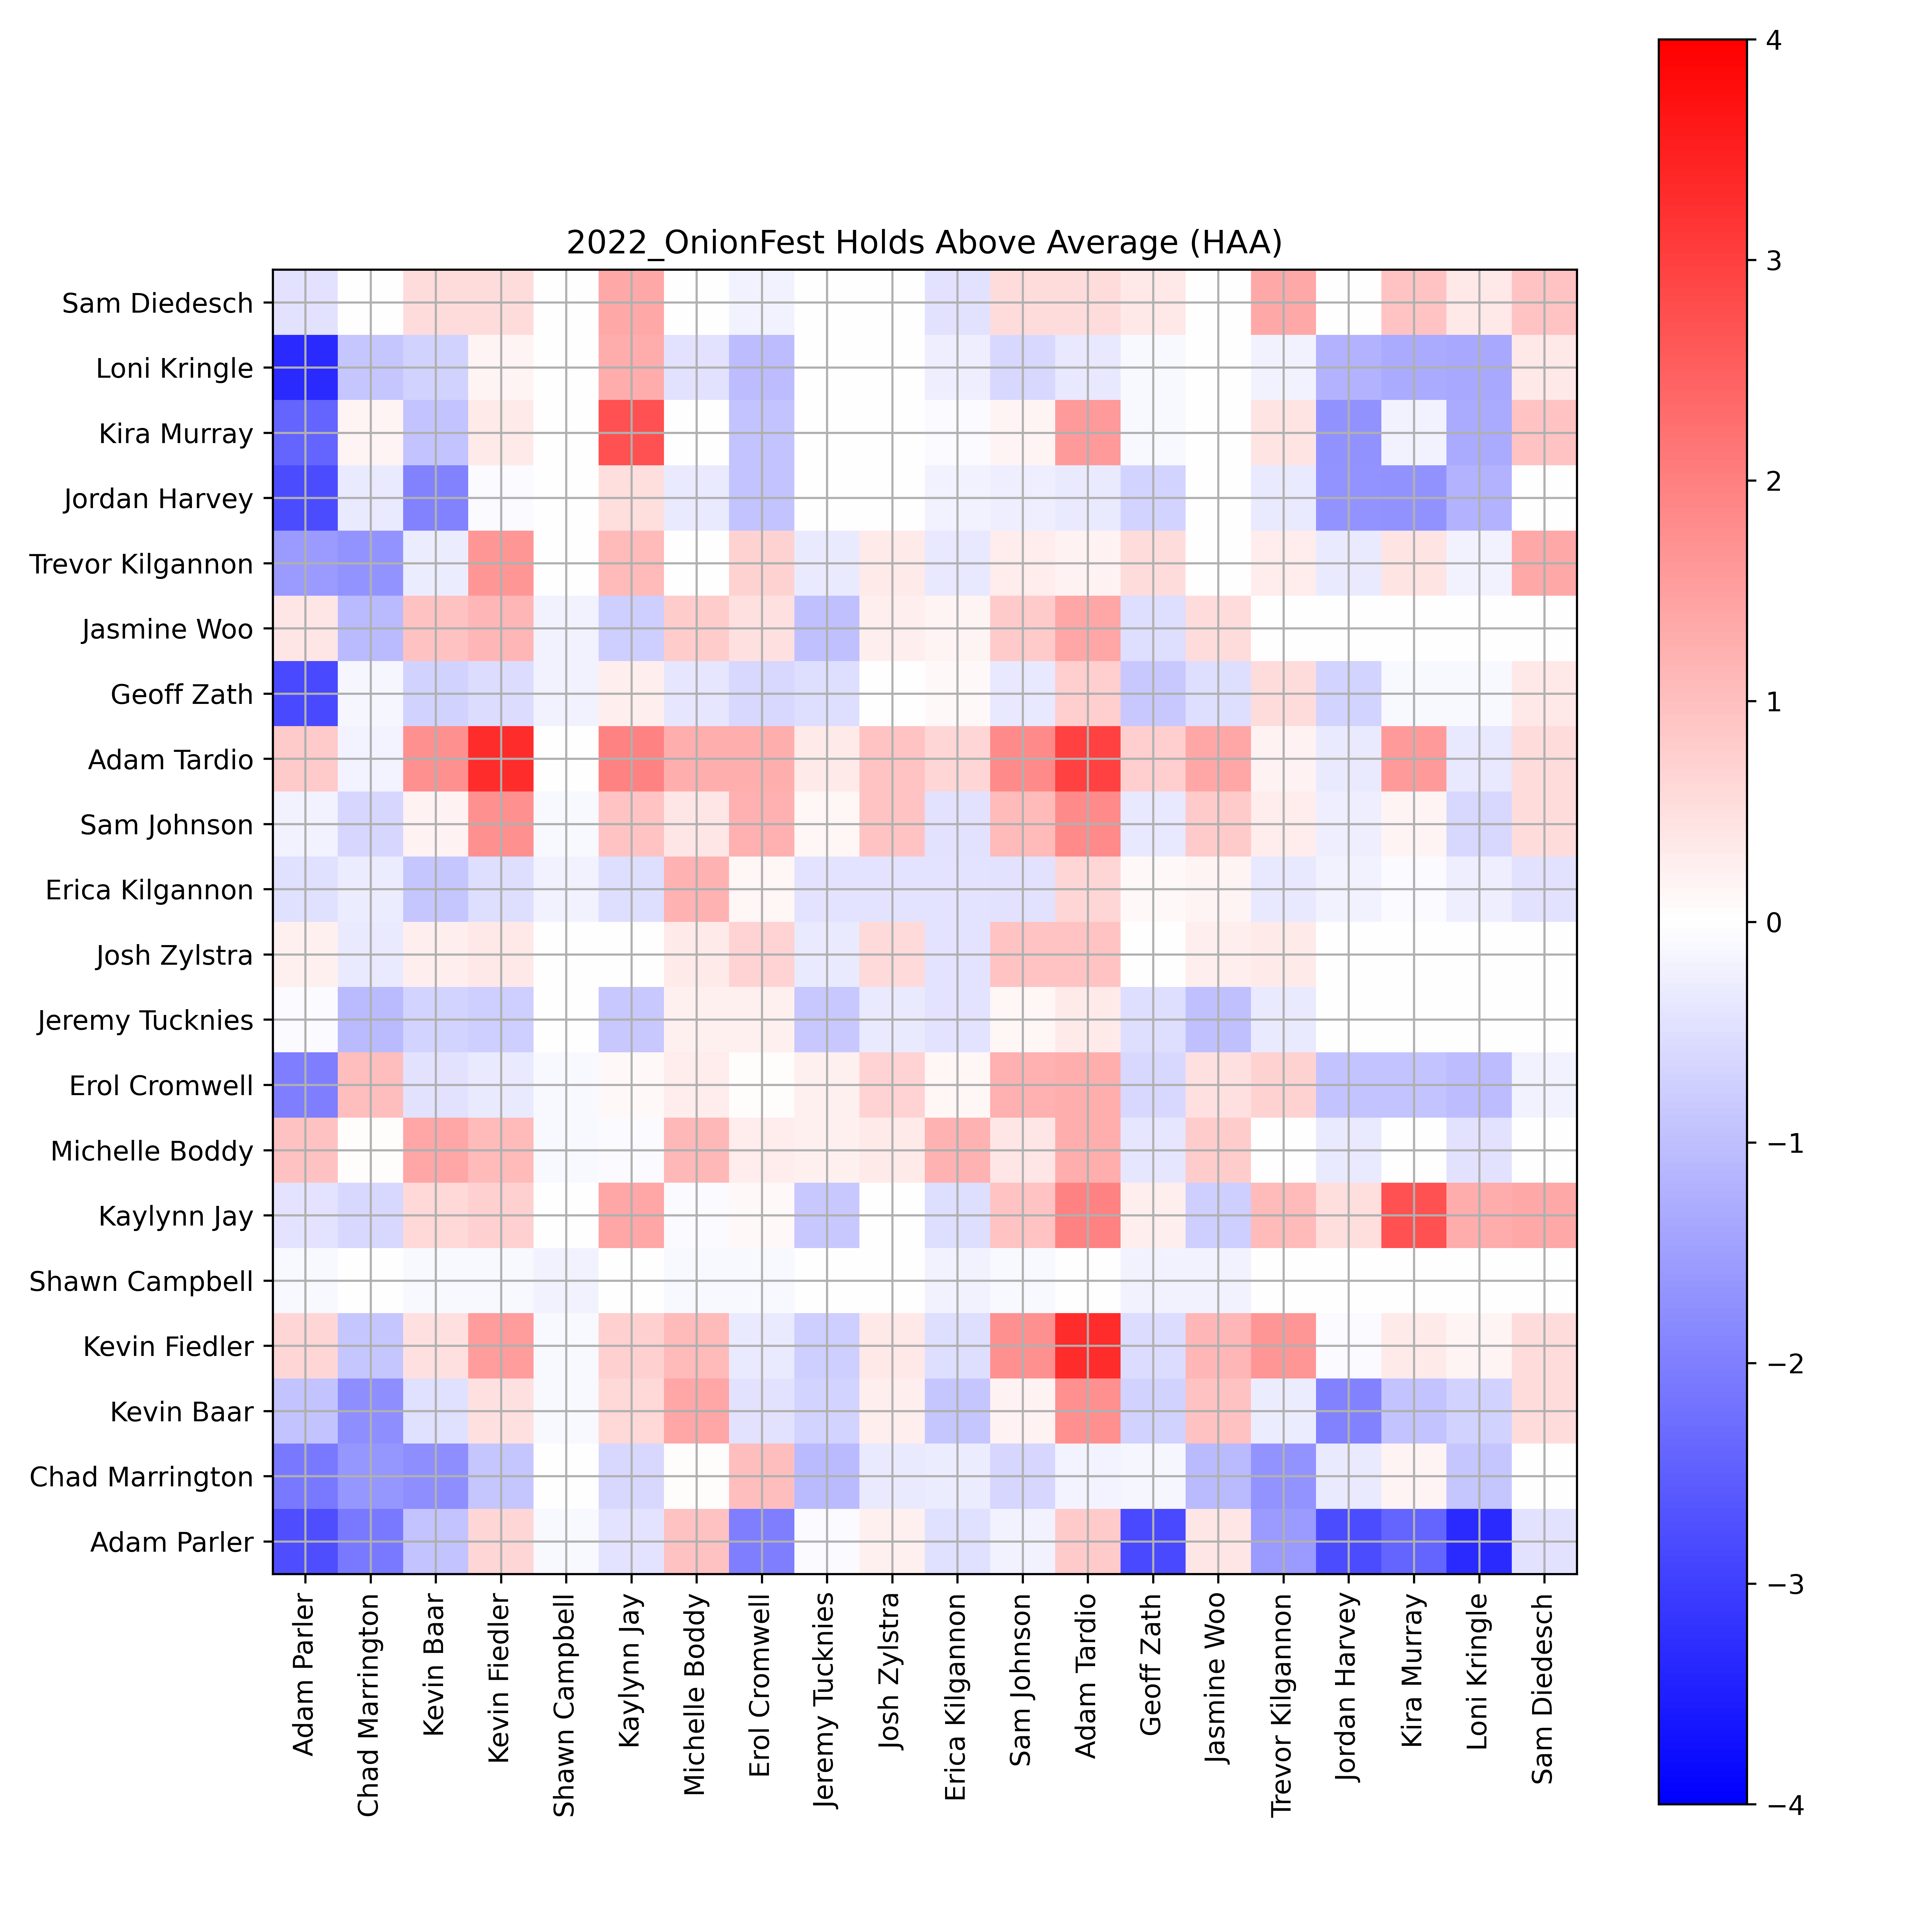 2022_OnionFest Holds Above Average (HAA)
Sam Diedesch
Loni Kringle
Kira Murray
Jordan Harvey
Trevor Kilgannon
Jasmine Woo
Geoff Zath
Adam Tardio
Sam Johnson
Erica Kilgannon
Josh Zylstra
Jeremy Tucknies
Erol Cromwell
Michelle Boddy
Kaylynn Jay
Shawn Campbell
Kevin Fiedler
Kevin Baar
Chad Marrington
Adam Parler
Adam Parler
Chad Marrington
Kevin Baar
Kevin Fiedler
Shawn Campbell
Kaylynn Jay
Michelle Boddy
Erol Cromwell
Jeremy Tucknies
Josh Zylstra
Erica Kilgannon
Sam Johnson
Adam Tardio
Geoff Zath
Jasmine Woo
Trevor Kilgannon
Jordan Harvey
Kira Murray
Loni Kringle
Sam Diedesch
4
3
2
1
0
−1
−2
−3
−4